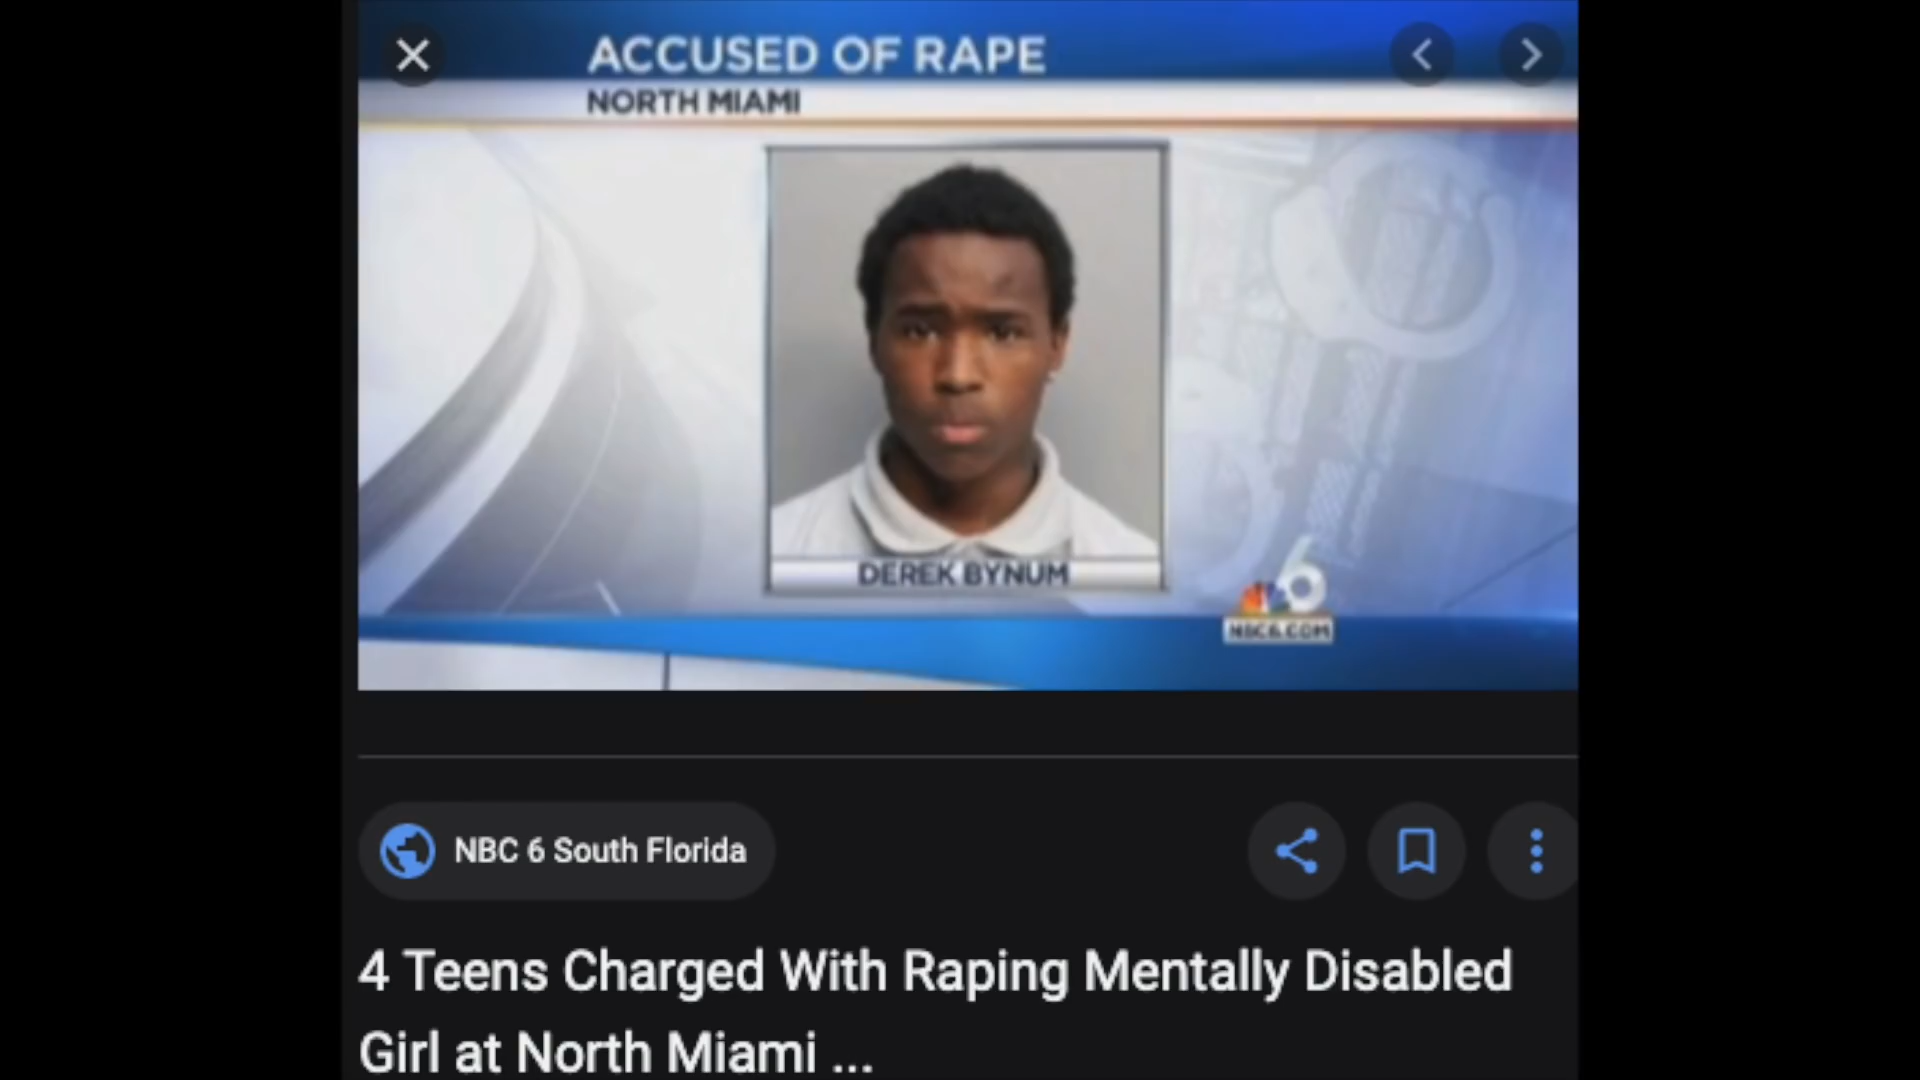 ACCUSED OF RAPE
NORTH MIAMI
DEREK BYNUM
6
NBC6.COM
NBC 6 South Florida
4 Teens Charged With Raping Mentally Disabled
Girl at North Miami ...